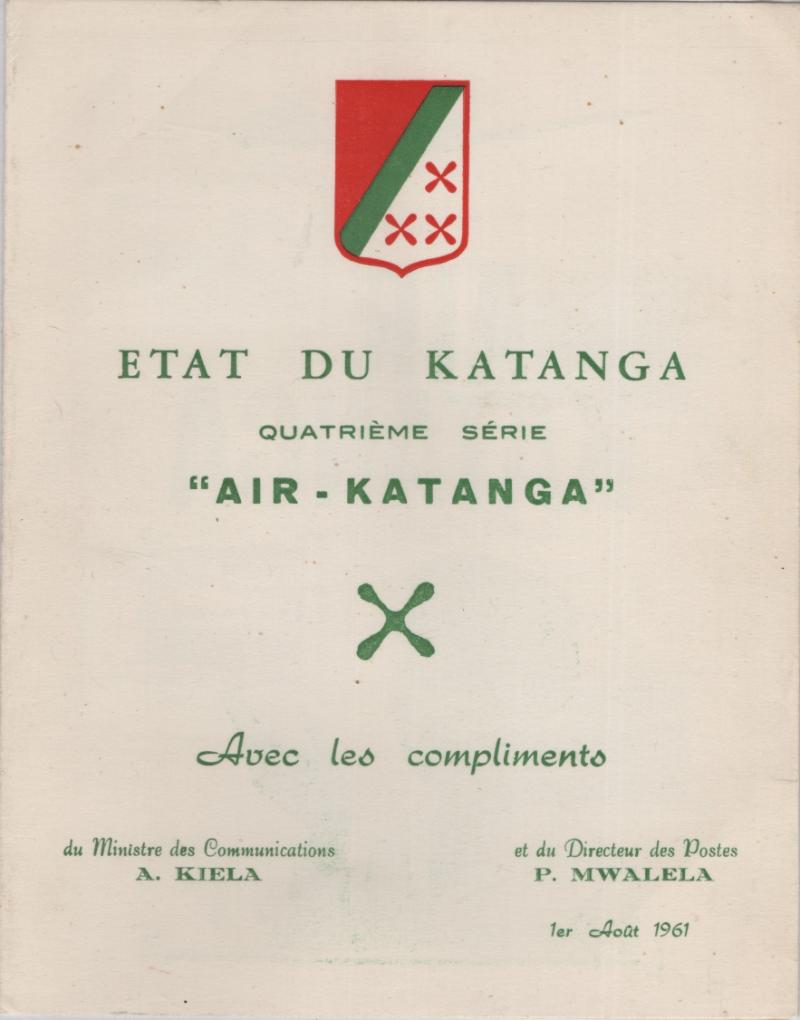 ETAT DU KATANGA
QUATRIÈME SÉRIE
"AIR - KATANGA"
Avec les compliments
du Ministre des Communications
A. KIELA
et du Directeur des Postes
P. MWALELA
1er Août 1961